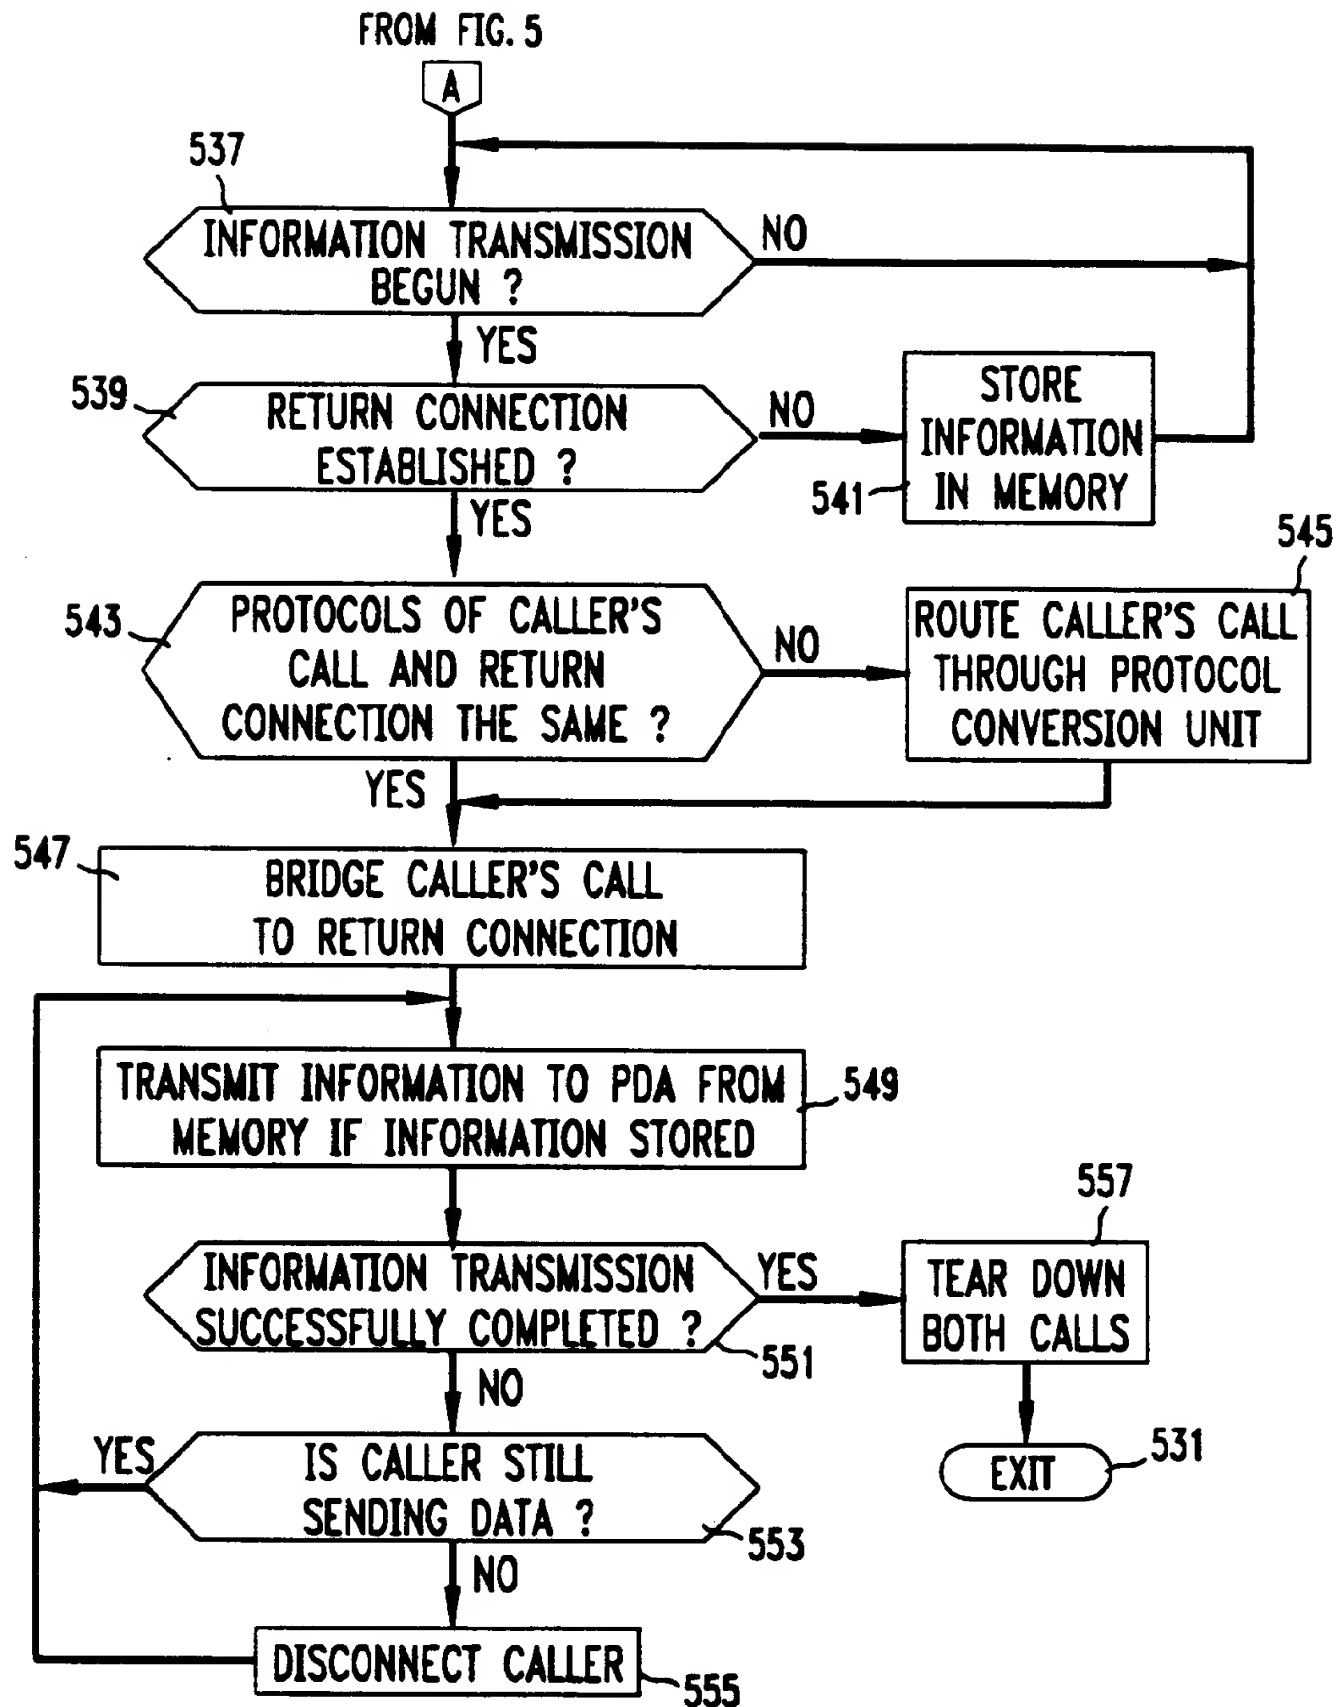 FROM FIG. 5
A
537
INFORMATION TRANSMISSION
BEGUN ?
NO
YES
539
RETURN CONNECTION
ESTABLISHED ?
NO
STORE
INFORMATION
IN MEMORY
541
YES
545
543
PROTOCOLS OF CALLER'S
CALL AND RETURN
CONNECTION THE SAME ?
NO
ROUTE CALLER'S CALL
THROUGH PROTOCOL
CONVERSION UNIT
YES
547
BRIDGE CALLER'S CALL
TO RETURN CONNECTION
TRANSMIT INFORMATION TO PDA FROM
MEMORY IF INFORMATION STORED
549
557
INFORMATION TRANSMISSION
SUCCESSFULLY COMPLETED ?
551
YES
TEAR DOWN
BOTH CALLS
NO
EXIT
531
YES
IS CALLER STILL
SENDING DATA ?
553
NO
DISCONNECT CALLER
555